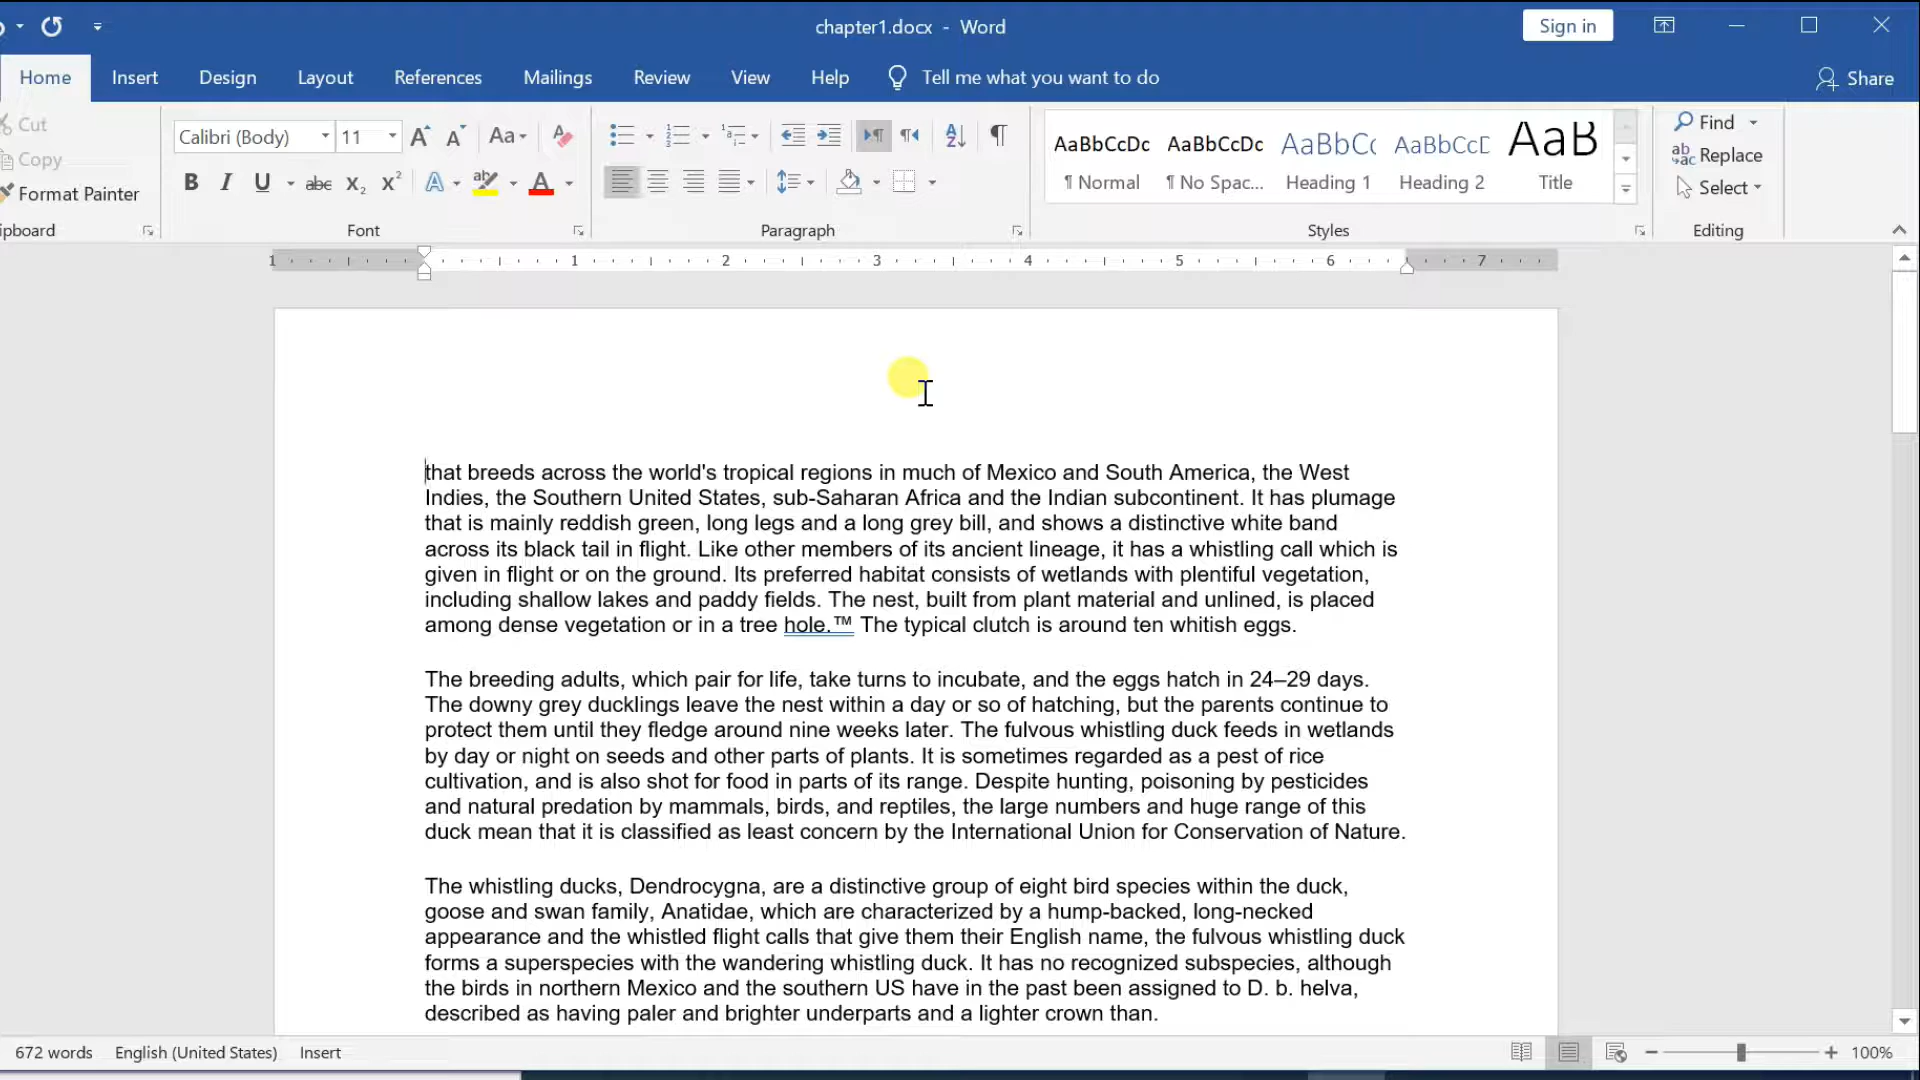 chapter1.docx - Word
Sign in
Home Insert Design Layout References Mailings Review View Help Tell me what you want to do Share
Cut
Copy
Format Painter
ipboard
Calibri (Body) 11 Aa
B I U abc X2 X2 A ab A
Font
Paragraph
AaBbCcDc AaBbCcDc AaBbCc AaBbCcD AaB
¶ Normal ¶ No Spac... Heading 1 Heading 2 Title
Styles
Find
Replace
Select
Editing
1 1 2 3 4 5 6 7
that breeds across the world's tropical regions in much of Mexico and South America, the West
Indies, the Southern United States, sub-Saharan Africa and the Indian subcontinent. It has plumage
that is mainly reddish green, long legs and a long grey bill, and shows a distinctive white band
across its black tail in flight. Like other members of its ancient lineage, it has a whistling call which is
given in flight or on the ground. Its preferred habitat consists of wetlands with plentiful vegetation,
including shallow lakes and paddy fields. The nest, built from plant material and unlined, is placed
among dense vegetation or in a tree hole.™ The typical clutch is around ten whitish eggs.
The breeding adults, which pair for life, take turns to incubate, and the eggs hatch in 24–29 days.
The downy grey ducklings leave the nest within a day or so of hatching, but the parents continue to
protect them until they fledge around nine weeks later. The fulvous whistling duck feeds in wetlands
by day or night on seeds and other parts of plants. It is sometimes regarded as a pest of rice
cultivation, and is also shot for food in parts of its range. Despite hunting, poisoning by pesticides
and natural predation by mammals, birds, and reptiles, the large numbers and huge range of this
duck mean that it is classified as least concern by the International Union for Conservation of Nature.
The whistling ducks, Dendrocygna, are a distinctive group of eight bird species within the duck,
goose and swan family, Anatidae, which are characterized by a hump-backed, long-necked
appearance and the whistled flight calls that give them their English name, the fulvous whistling duck
forms a superspecies with the wandering whistling duck. It has no recognized subspecies, although
the birds in northern Mexico and the southern US have in the past been assigned to D. b. helva,
described as having paler and brighter underparts and a lighter crown than.
672 words English (United States) Insert 100%